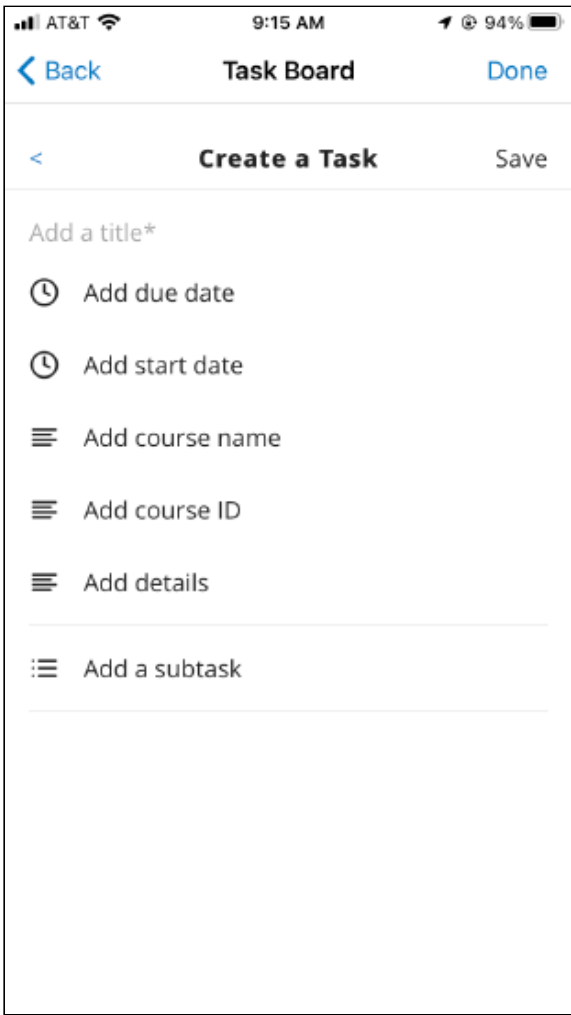 AT&T 9:15 AM 94%
Back Task Board Done
< Create a Task Save
Add a title*
Add due date
Add start date
Add course name
Add course ID
Add details
Add a subtask